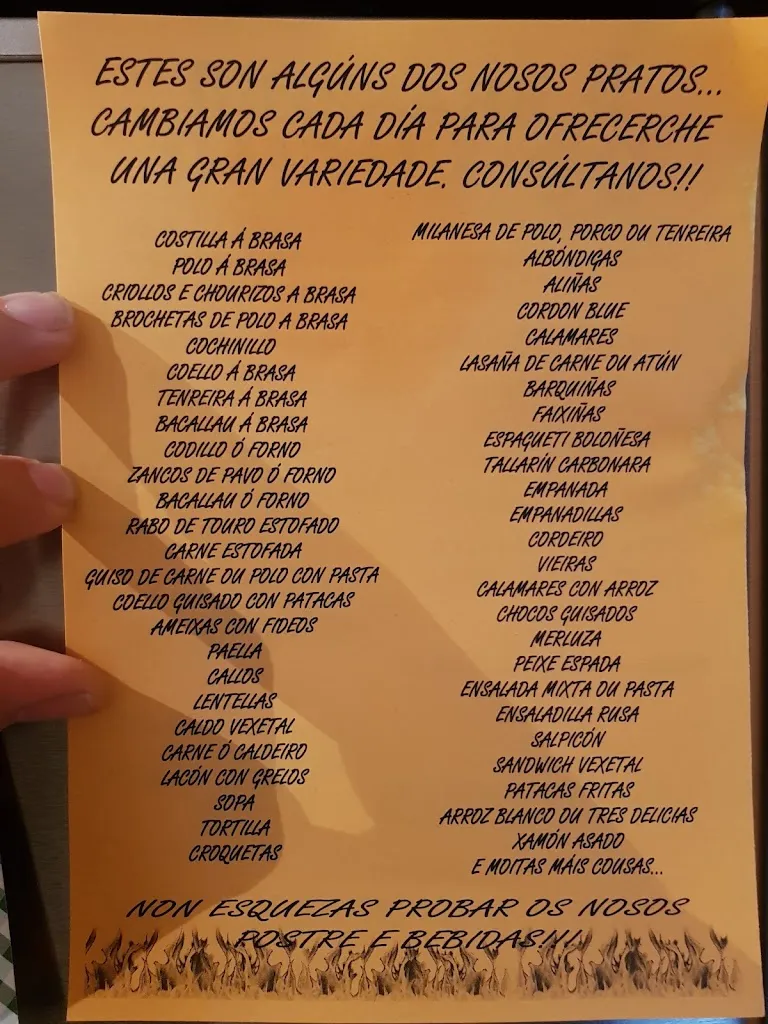 ESTES SON ALGÚNS DOS NOSOS PRATOS...
CAMBIAMOS CADA DÍA PARA OFRECERCHE
UNA GRAN VARIEDADE. CONSÚLTANOS!!
COSTILLA Á BRASA
POLO Á BRASA
CRIOLLOS E CHOURIZOS A BRASA
BROCHETAS DE POLO A BRASA
COCHINILLO
COELLO Á BRASA
TENREIRA Á BRASA
BACALLAU Á BRASA
CODILLO Ó FORNO
ZANCOS DE PAVO Ó FORNO
BACALLAU Ó FORNO
RABO DE TOURO ESTOFADO
CARNE ESTOFADA
GUISO DE CARNE OU POLO CON PASTA
COELLO GUISADO CON PATACAS
AMEIXAS CON FIDEOS
PAELLA
CALLOS
LENTELLAS
CALDO VEXETAL
CARNE Ó CALDEIRO
LACÓN CON GRELOS
SOPA
TORTILLA
CROQUETAS
MILANESA DE POLO, PORCO OU TENREIRA
ALBÓNDIGAS
ALIÑAS
CORDON BLUE
CALAMARES
LASAÑA DE CARNE OU ATÚN
BARQUIÑAS
FAIXIÑAS
ESPAGUETI BOLOÑESA
TALLARÍN CARBONARA
EMPANADA
EMPANADILLAS
CORDEIRO
VIEIRAS
CALAMARES CON ARROZ
CHOCOS GUISADOS
MERLUZA
PEIXE ESPADA
ENSALADA MIXTA OU PASTA
ENSALADILLA RUSA
SALPICÓN
SANDWICH VEXETAL
PATACAS FRITAS
ARROZ BLANCO OU TRES DELICIAS
XAMÓN ASADO
E MOITAS MÁIS COUSAS...
NON ESQUEZAS PROBAR OS NOSOS
POSTRE E BEBIDAS!!!!